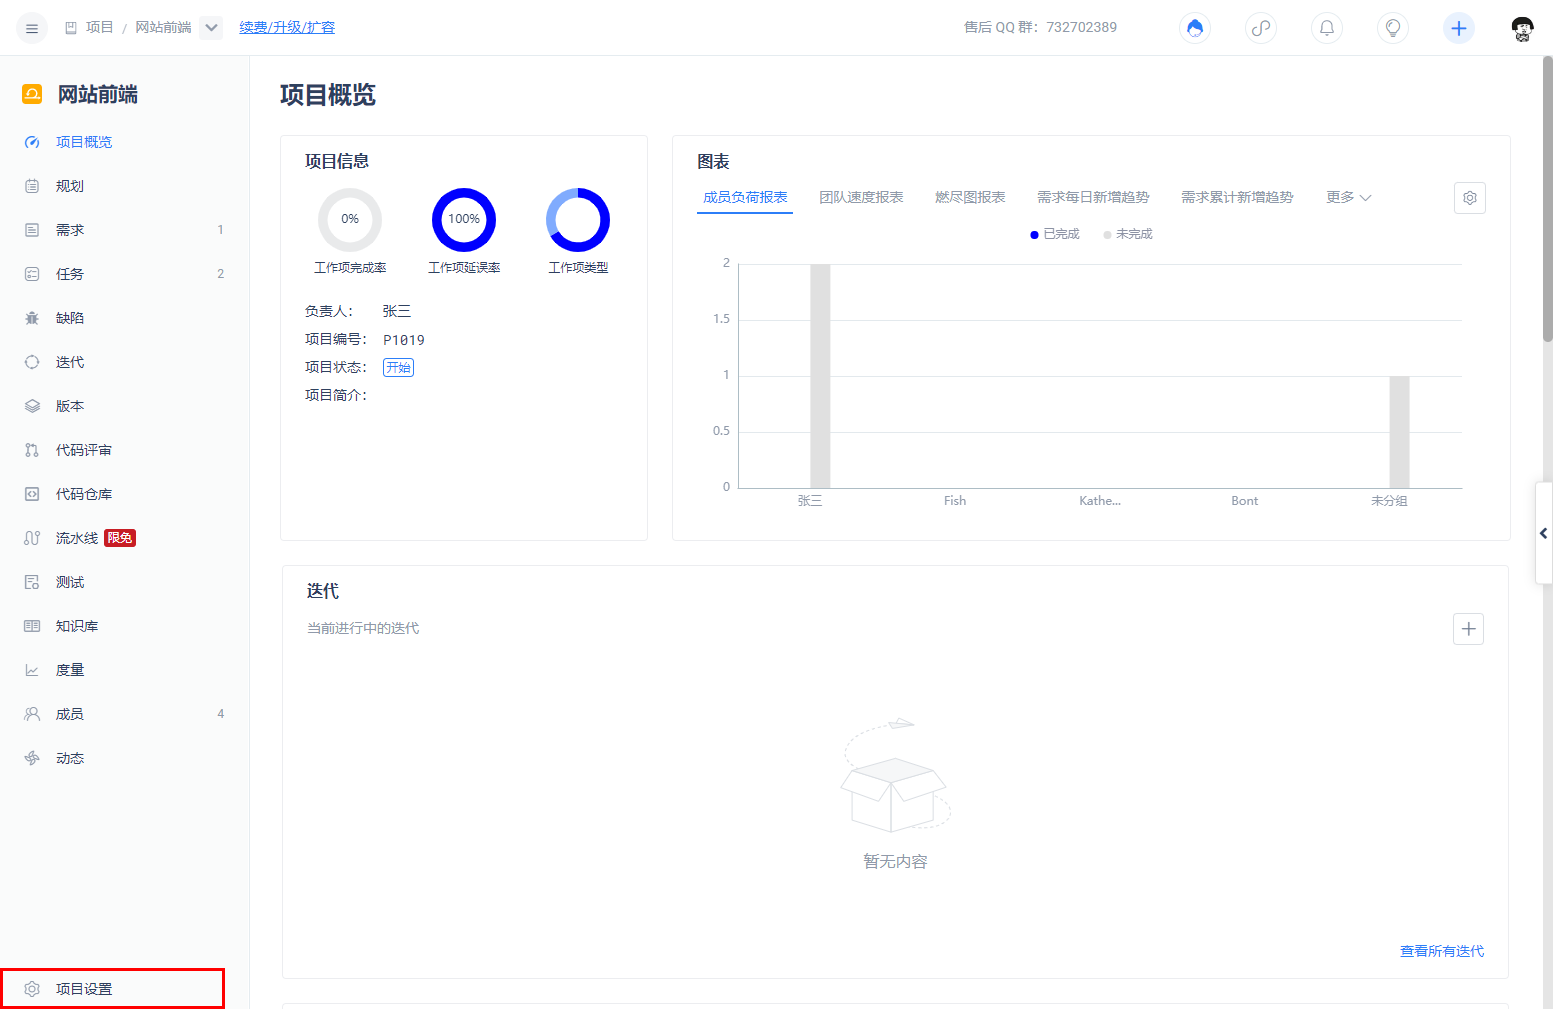 项目 / 网站前端 续费/升级/扩容 售后 QQ 群：732702389
网站前端
项目概览
规划
需求 1
任务 2
缺陷
迭代
版本
代码评审
代码仓库
流水线 限免
测试
知识库
度量
成员 4
动态
项目设置
项目概览
项目信息
0% 100%
工作项完成率 工作项延误率 工作项类型
负责人： 张三
项目编号： P1019
项目状态： 开始
项目简介：
图表
成员负荷报表 团队速度报表 燃尽图报表 需求每日新增趋势 需求累计新增趋势 更多
已完成 未完成
2
1.5
1
0.5
0
张三 Fish Kathe... Bont 未分组
迭代
当前进行中的迭代
暂无内容
查看所有迭代